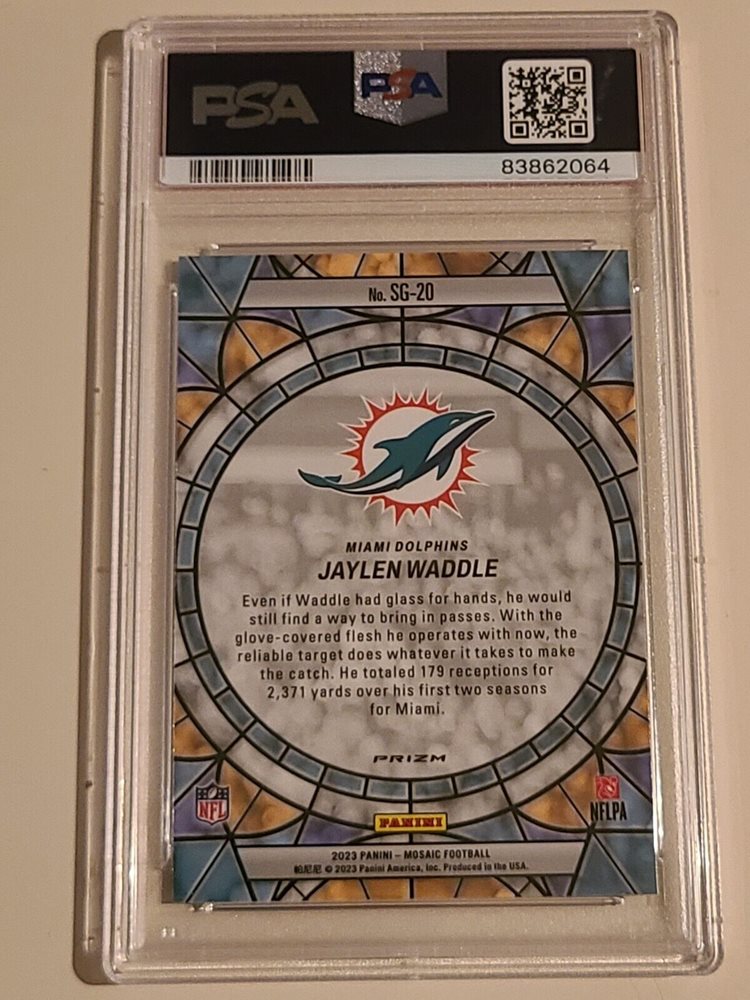 PSA
PSA
83862064
No. SG-20
MIAMI DOLPHINS
JAYLEN WADDLE
Even if Waddle had glass for hands, he would
still find a way to bring in passes. With the
glove-covered flesh he operates with now, the
reliable target does whatever it takes to make
the catch. He totaled 179 receptions for
2,371 yards over his first two seasons
for Miami.
PRIZM
NFL
PANINI
NFLPA
2023 PANINI – MOSAIC FOOTBALL
帕尼尼 © 2023 Panini America, Inc. Produced in the USA.